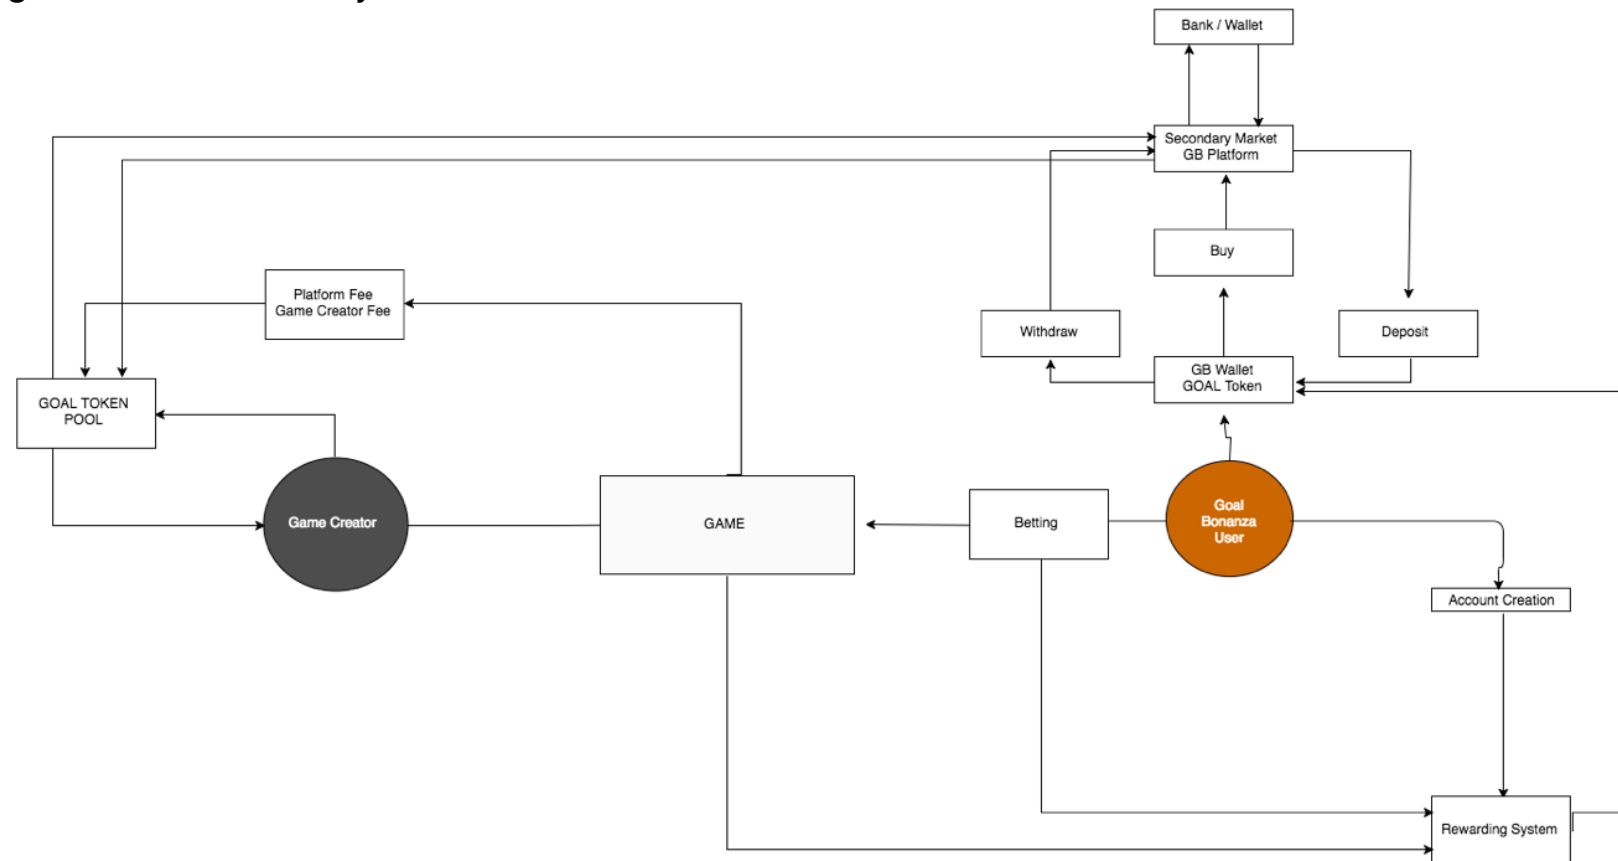 Bank / Wallet
Secondary Market
GB Platform
Buy
Platform Fee
Game Creator Fee
Withdraw
Deposit
GB Wallet
GOAL Token
GOAL TOKEN
POOL
Game Creator
GAME
Betting
Goal
Bonanza
User
Account Creation
Rewarding System